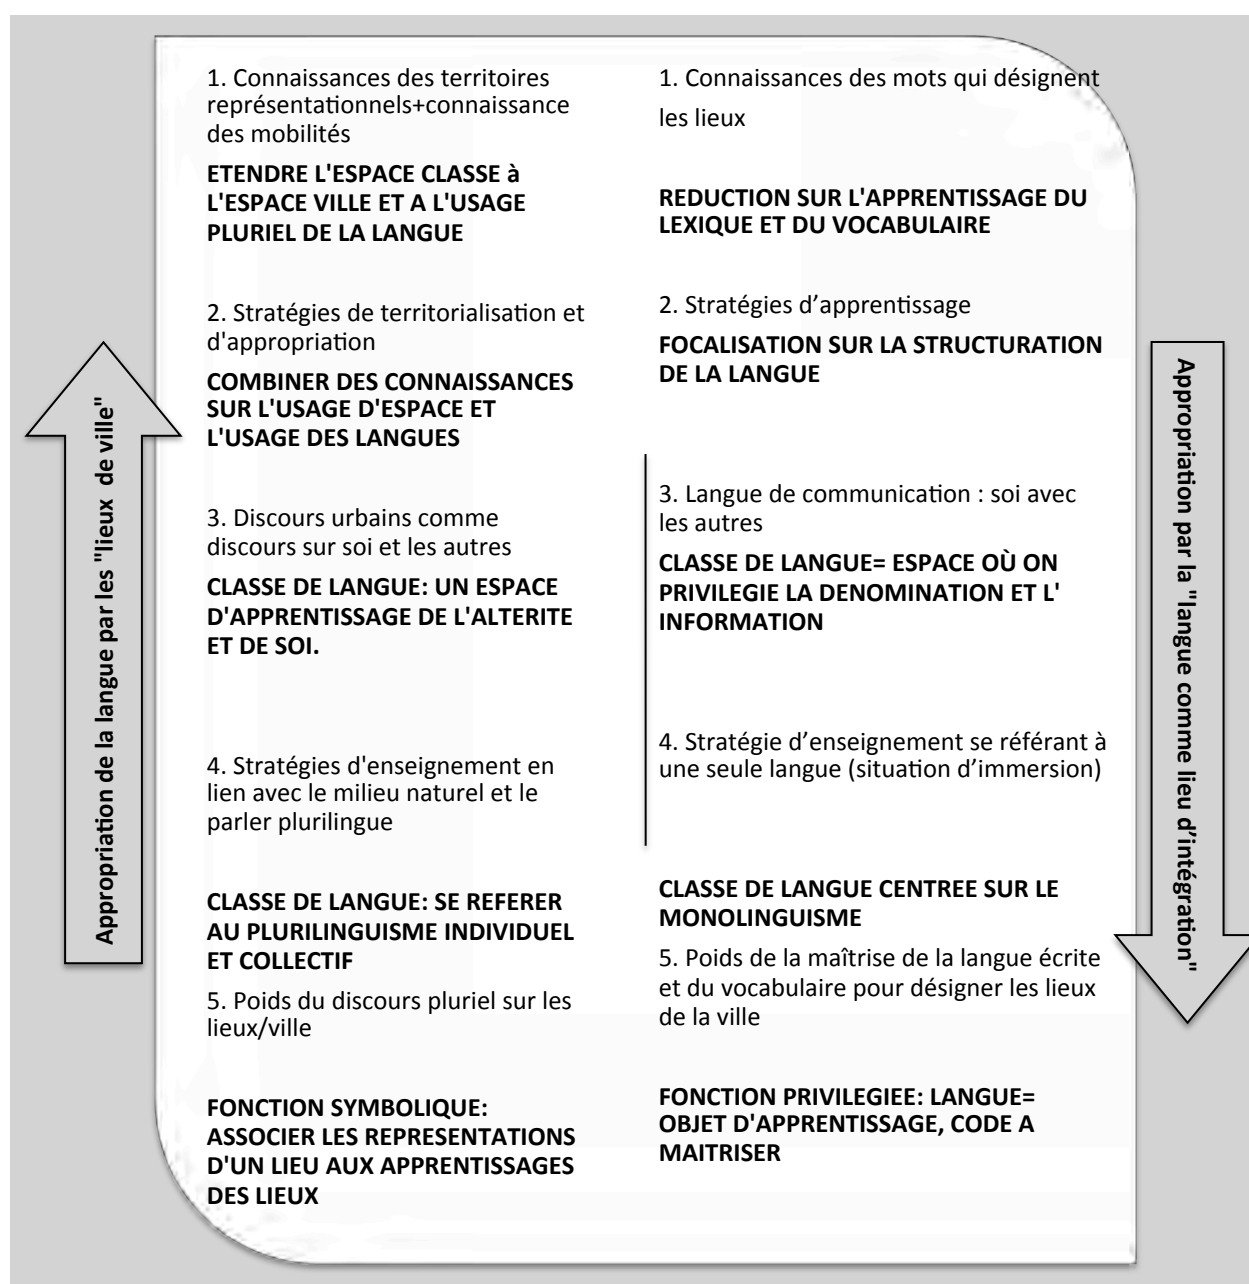 Appropriation de la langue par les "lieux de ville"
1. Connaissances des territoires
représentationnels+connaissance
des mobilités
ETENDRE L'ESPACE CLASSE à
L'ESPACE VILLE ET A L'USAGE
PLURIEL DE LA LANGUE
2. Stratégies de territorialisation et
d'appropriation
COMBINER DES CONNAISSANCES
SUR L'USAGE D'ESPACE ET
L'USAGE DES LANGUES
3. Discours urbains comme
discours sur soi et les autres
CLASSE DE LANGUE: UN ESPACE
D'APPRENTISSAGE DE L'ALTERITE
ET DE SOI.
4. Stratégies d'enseignement en
lien avec le milieu naturel et le
parler plurilingue
CLASSE DE LANGUE: SE REFERER
AU PLURILINGUISME INDIVIDUEL
ET COLLECTIF
5. Poids du discours pluriel sur les
lieux/ville
FONCTION SYMBOLIQUE:
ASSOCIER LES REPRESENTATIONS
D'UN LIEU AUX APPRENTISSAGES
DES LIEUX
1. Connaissances des mots qui désignent
les lieux
REDUCTION SUR L'APPRENTISSAGE DU
LEXIQUE ET DU VOCABULAIRE
2. Stratégies d’apprentissage
FOCALISATION SUR LA STRUCTURATION
DE LA LANGUE
3. Langue de communication : soi avec
les autres
CLASSE DE LANGUE= ESPACE OÙ ON
PRIVILEGIE LA DENOMINATION ET L'
INFORMATION
4. Stratégie d’enseignement se référant à
une seule langue (situation d’immersion)
CLASSE DE LANGUE CENTREE SUR LE
MONOLINGUISME
5. Poids de la maîtrise de la langue écrite
et du vocabulaire pour désigner les lieux
de la ville
FONCTION PRIVILEGIEE: LANGUE=
OBJET D'APPRENTISSAGE, CODE A
MAITRISER
Appropriation par la "langue comme lieu d’intégration"